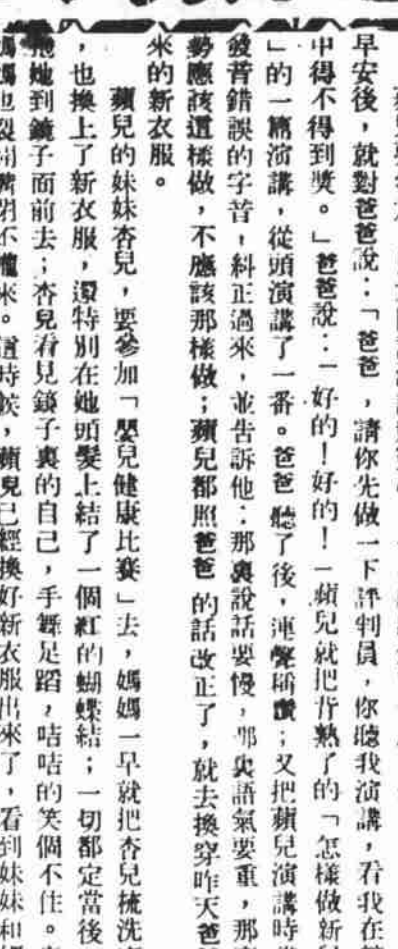 早安後，就對爸爸說：「爸爸，請你先做一下評判員，你聽我演講，看我在
中得不得到獎。」爸爸說：「好的！好的！」蘋兒就把背熟了的「怎樣做新
」的一篇演講，從頭演講了一番。爸爸聽了後，連聲稱讚；又把蘋兒演講時
發音錯誤的字音，糾正過來，並告訴他：那裏說話要慢，那裏語氣要重，那
勢應該這樣做，不應該那樣做；蘋兒都照爸爸的話改正了，就去換穿昨天爸
來的新衣服。
蘋兒的妹妹杏兒，要參加「嬰兒健康比賽」去，媽媽一早就把杏兒梳洗
，也換上了新衣服，還特別在她頭髮上結了一個紅的蝴蝶結；一切都定當後
抱她到鏡子面前去；杏兒看見鏡子裏的自己，手舞足蹈，咭咭的笑個不住。
媽媽也裂開嘴不攏來。這時候，蘋兒已經換好新衣服出來了，看到妹妹和